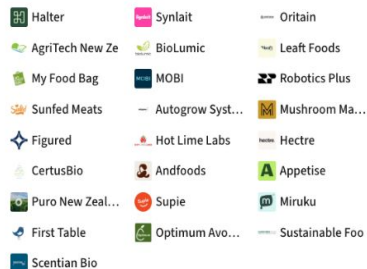 Halter
Synlait
Oritain
AgriTech New Ze
BioLumic
Leaft Foods
My Food Bag
MOBI
Robotics Plus
Sunfed Meats
Autogrow Syst...
Mushroom Ma...
Figured
Hot Lime Labs
Hectre
CertusBio
Andfoods
Appetise
Puro New Zeal...
Supie
Miruku
First Table
Optimum Avo...
Sustainable Foo
Scentian Bio